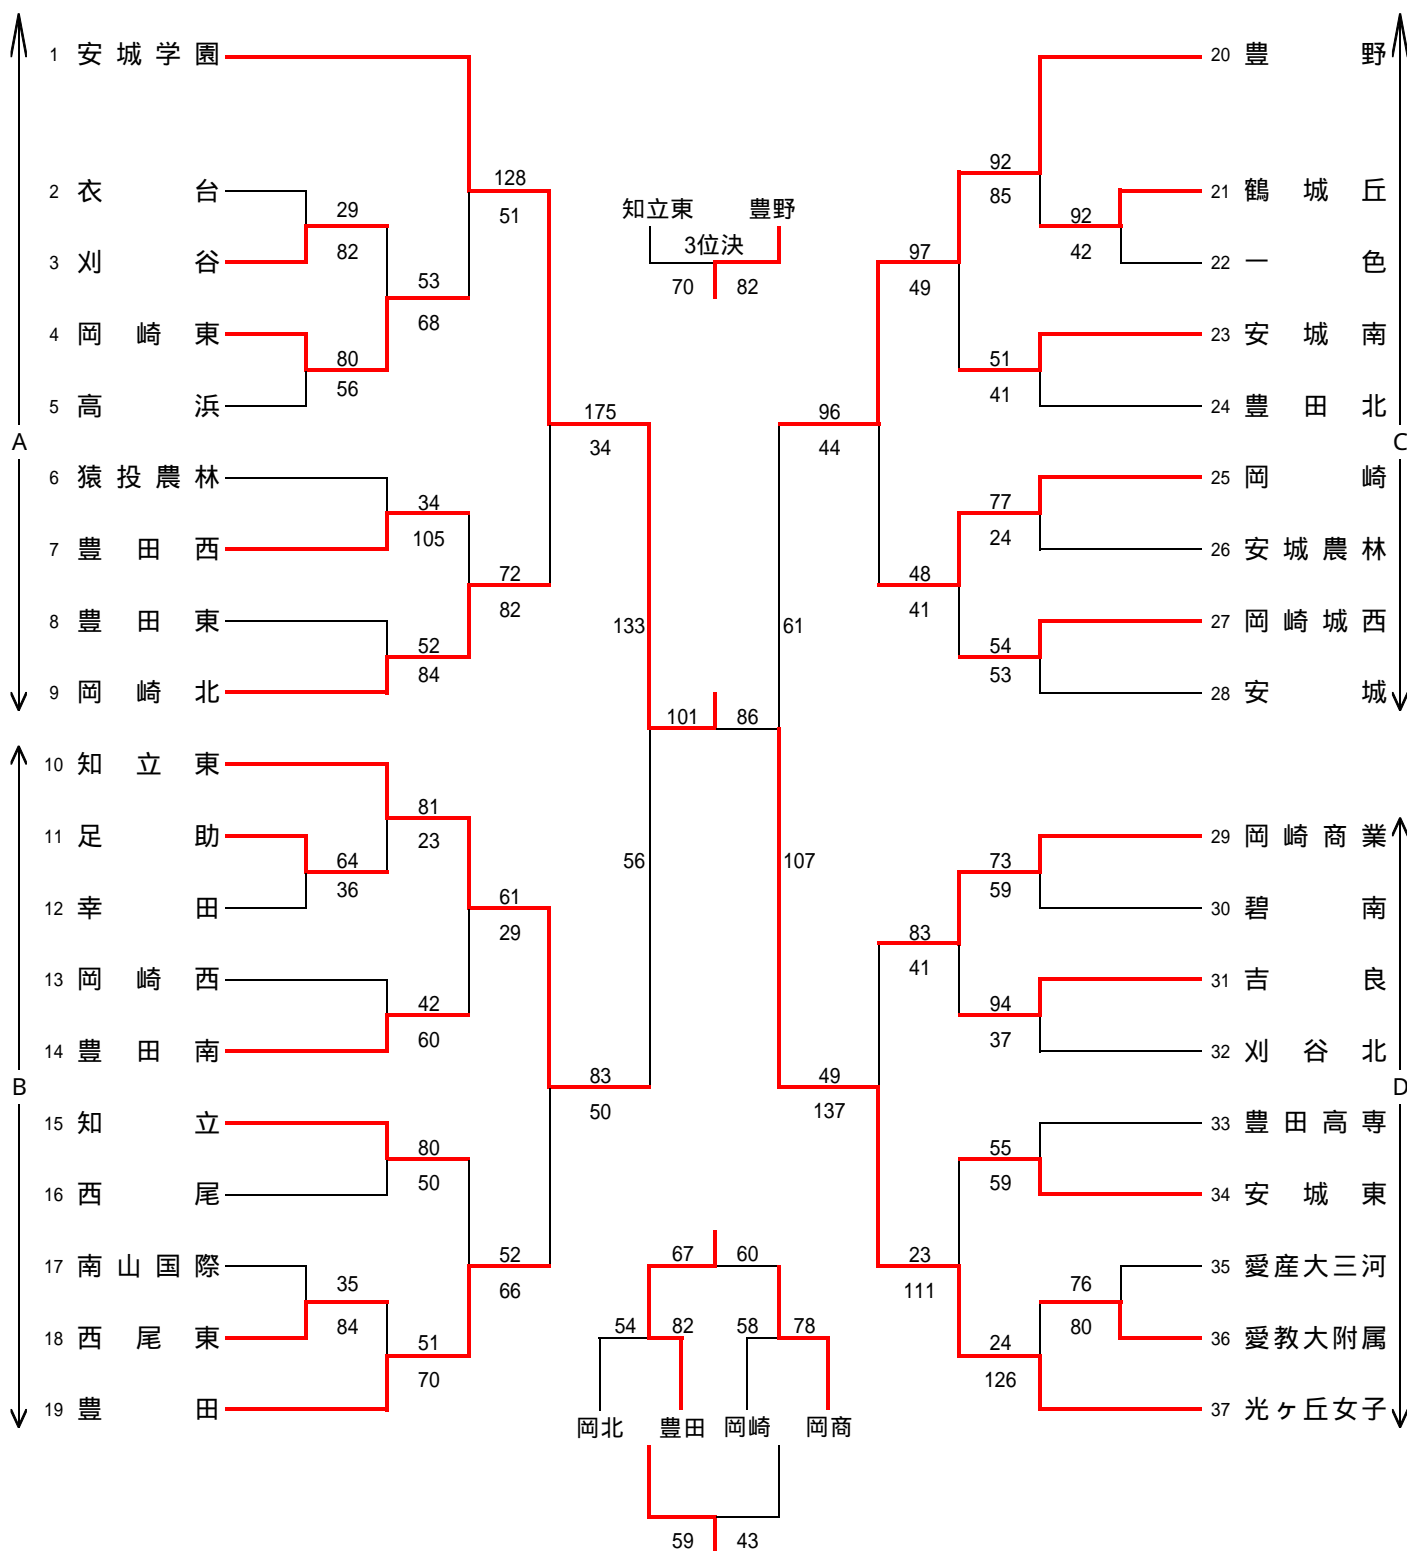 1 安城学園
2 衣台
3 刈谷
4 岡崎東
5 高浜
6 猿投農林
7 豊田西
8 豊田東
9 岡崎北
10 知立東
11 足助
12 幸田
13 岡崎西
14 豊田南
15 知立
16 西尾
17 南山国際
18 西尾東
19 豊田
A
B
29
82
80
56
64
36
35
84
53
68
34
105
52
84
81
23
42
60
80
50
51
70
128
51
72
82
61
29
52
66
175
34
83
50
133
56
知立東 豊野
3位決
70 82
101 86
61
107
67 60
54 82 58 78
岡北 豊田 岡崎 岡商
59 43
96
44
49
137
97
49
48
41
83
41
23
111
92
85
51
41
77
24
54
53
73
59
94
37
55
59
24
126
92
42
76
80
20 豊野
21 鶴城丘
22 一色
23 安城南
24 豊田北
25 岡崎
26 安城農林
27 岡崎城西
28 安城
29 岡崎商業
30 碧南
31 吉良
32 刈谷北
33 豊田高専
34 安城東
35 愛産大三河
36 愛教大附属
37 光ヶ丘女子
C
D